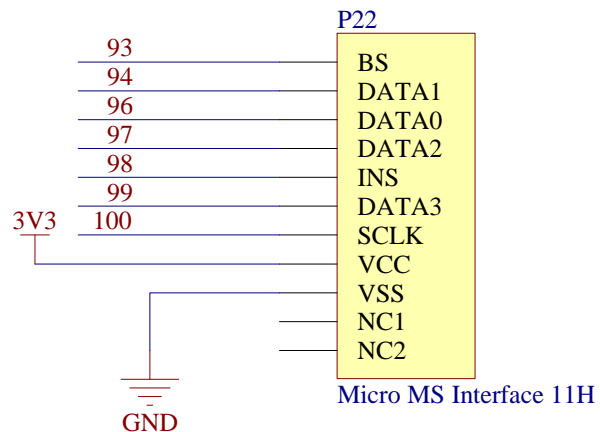 P22
93 BS
94 DATA1
96 DATA0
97 DATA2
98 INS
99 DATA3
3V3 100 SCLK
VCC
VSS
NC1
NC2
Micro MS Interface 11H
GND